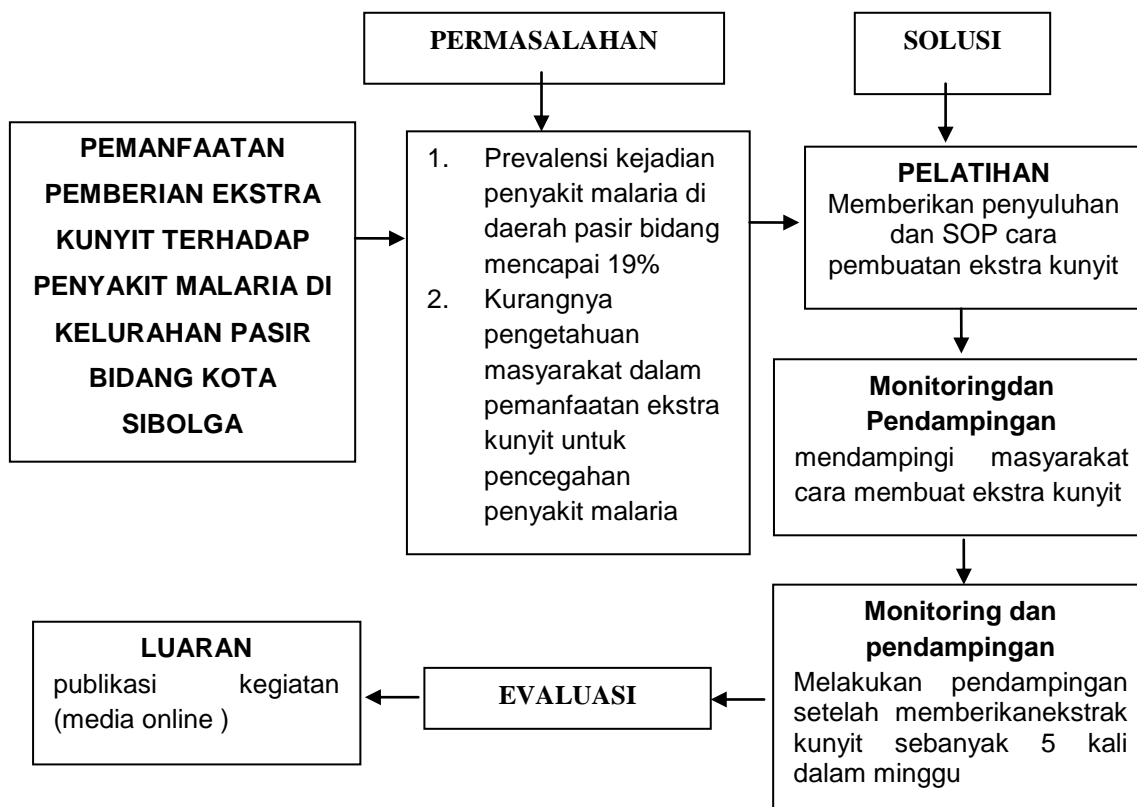 PERMASALAHAN
SOLUSI
PEMANFAATAN
PEMBERIAN EKSTRA
KUNYIT TERHADAP
PENYAKIT MALARIA DI
KELURAHAN PASIR
BIDANG KOTA
SIBOLGA
1. Prevalensi kejadian
penyakit malaria di
daerah pasir bidang
mencapai 19%
2. Kurangnya
pengetahuan
masyarakat dalam
pemanfaatan ekstra
kunyit untuk
pencegahan
penyakit malaria
PELATIHAN
Memberikan penyuluhan
dan SOP cara
pembuatan ekstra kunyit
Monitoringdan
Pendampingan
mendampingi masyarakat
cara membuat ekstra kunyit
Monitoring dan
pendampingan
Melakukan pendampingan
setelah memberikanekstrak
kunyit sebanyak 5 kali
dalam minggu
EVALUASI
LUARAN
publikasi kegiatan
(media online )